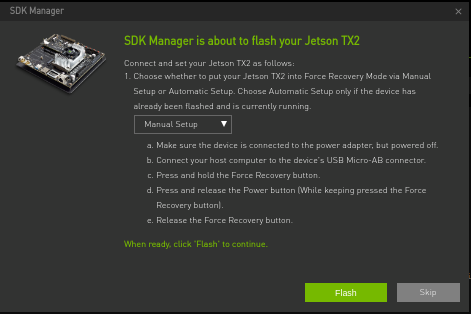 SDK Manager
SDK Manager is about to flash your Jetson TX2
Connect and set your Jetson TX2 as follows:
1. Choose whether to put your Jetson TX2 into Force Recovery Mode via Manual
Setup or Automatic Setup. Choose Automatic Setup only if the device has
already been flashed and is currently running.
Manual Setup
a. Make sure the device is connected to the power adapter, but powered off.
b. Connect your host computer to the device's USB Micro-AB connector.
c. Press and hold the Force Recovery button.
d. Press and release the Power button (While keeping pressed the Force
Recovery button).
e. Release the Force Recovery button.
When ready, click 'Flash' to continue.
Flash
Skip